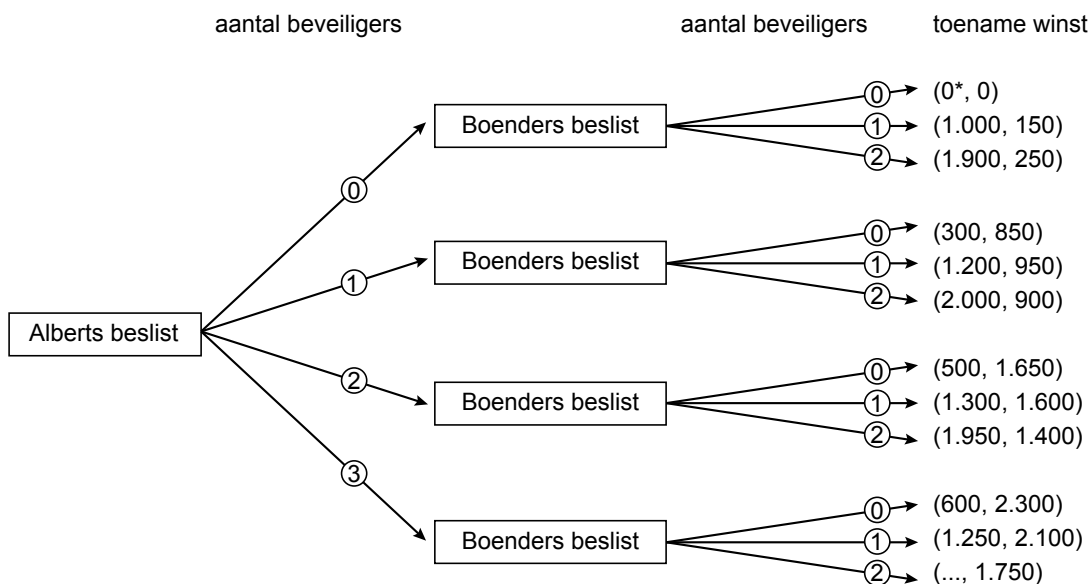 aantal beveiligers aantal beveiligers toename winst
0 (0*, 0)
Boenders beslist 1 (1.000, 150)
2 (1.900, 250)
0
0 (300, 850)
Boenders beslist 1 (1.200, 950)
1 2 (2.000, 900)
Alberts beslist
2 0 (500, 1.650)
Boenders beslist 1 (1.300, 1.600)
2 (1.950, 1.400)
3
0 (600, 2.300)
Boenders beslist 1 (1.250, 2.100)
2 (..., 1.750)